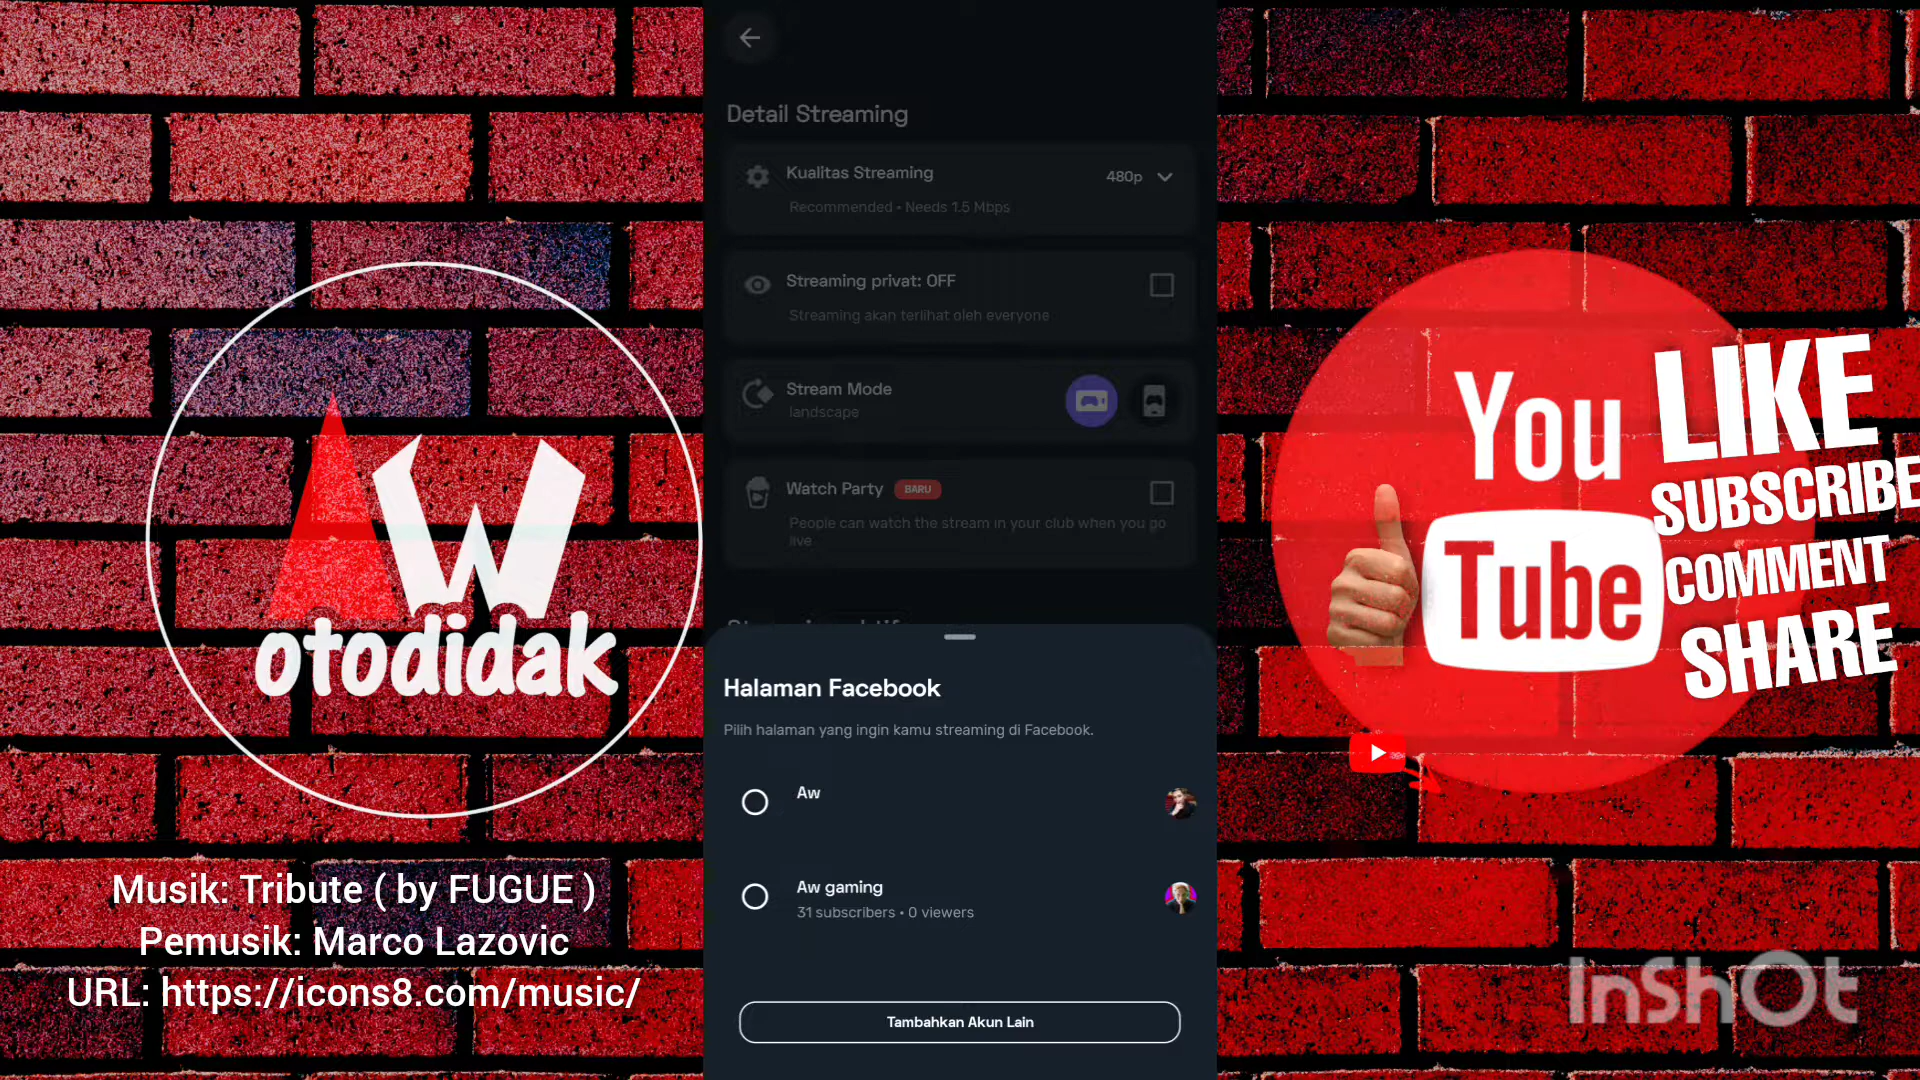 AW
otodidak
Musik: Tribute ( by FUGUE )
Pemusik: Marco Lazovic
URL: https://icons8.com/music/
Detail Streaming
Kualitas Streaming
480p
Recommended • Needs 1.5 Mbps
Streaming privat: OFF
Streaming akan terlihat oleh everyone
Stream Mode
landscape
Watch Party BARU
People can watch the stream in your club when you go
live
Halaman Facebook
Pilih halaman yang ingin kamu streaming di Facebook.
Aw
Aw gaming
31 subscribers • 0 viewers
Tambahkan Akun Lain
You
Tube
LIKE
SUBSCRIBE
COMMENT
SHARE
InShOt